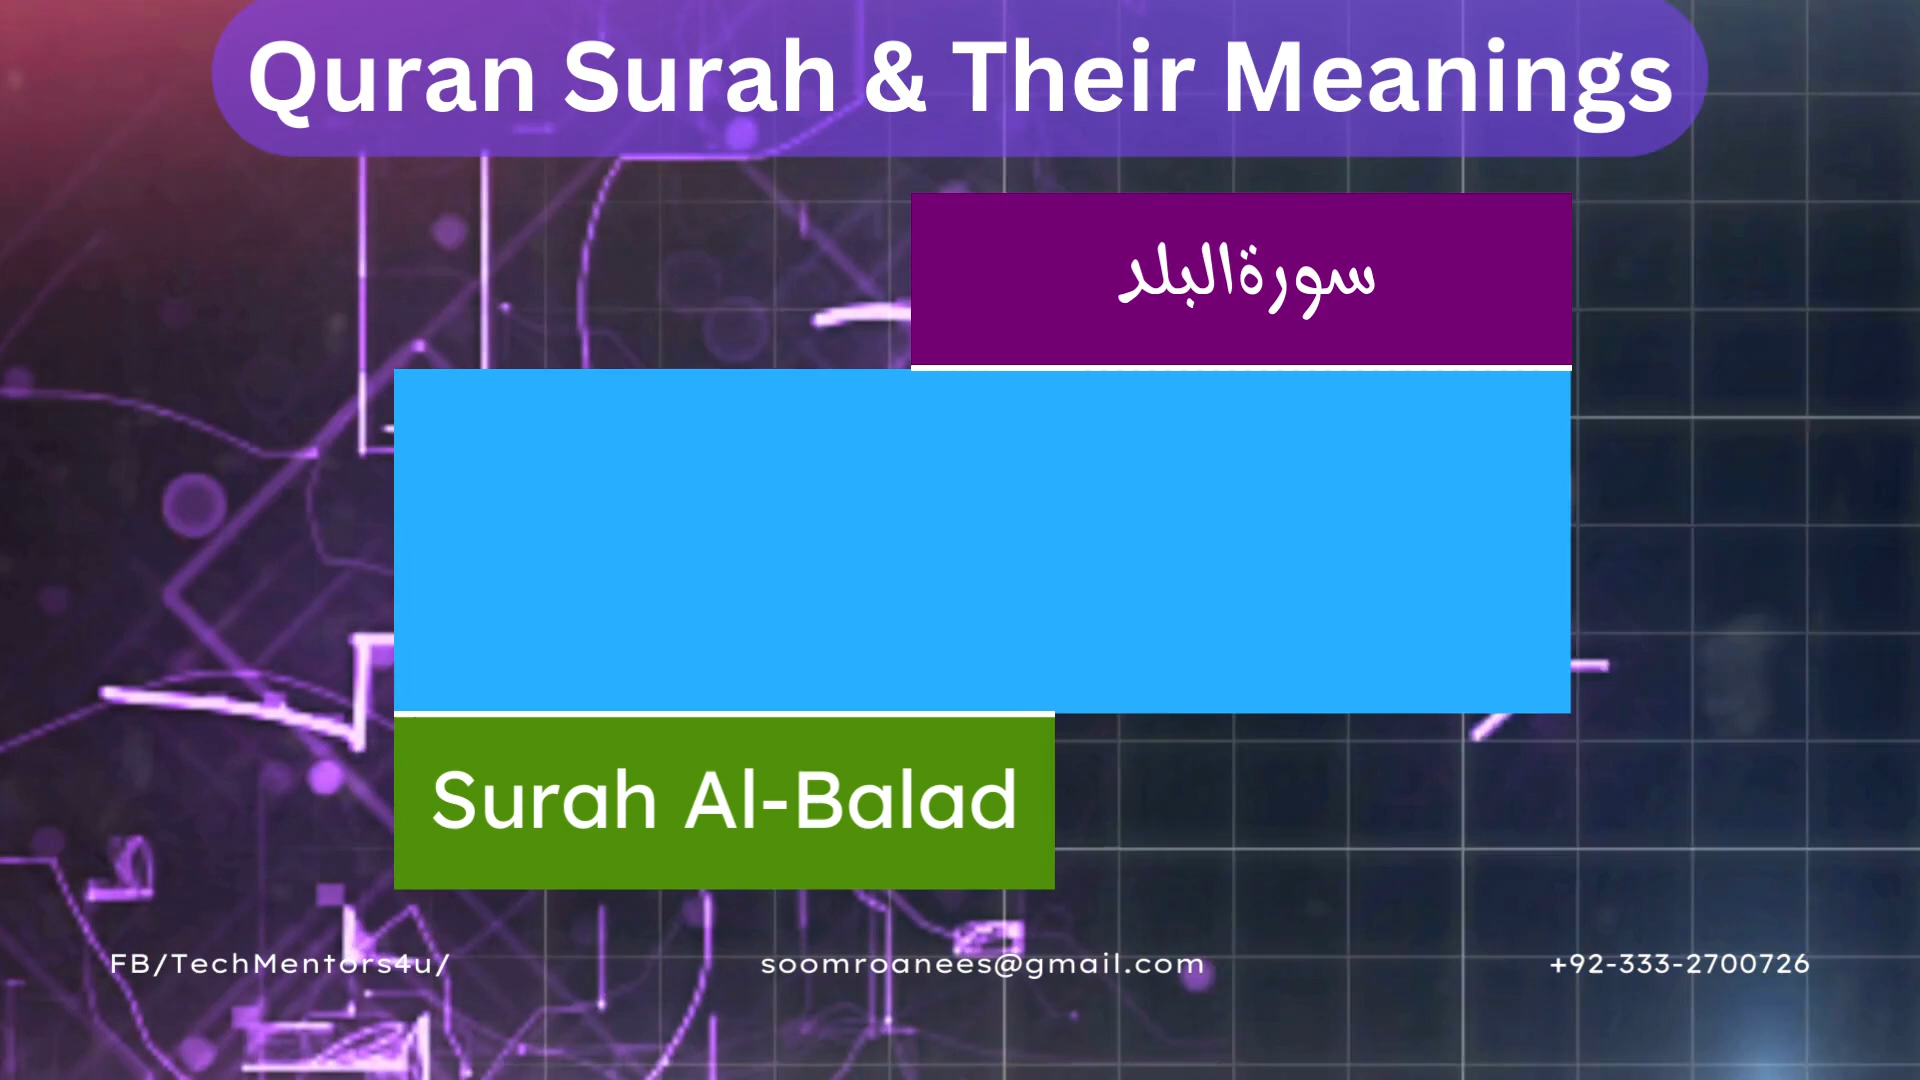 Quran Surah & Their Meanings
سورةالبلد
Surah Al-Balad
FB/TechMentors4u/
soomroanees@gmail.com
+92-333-2700726